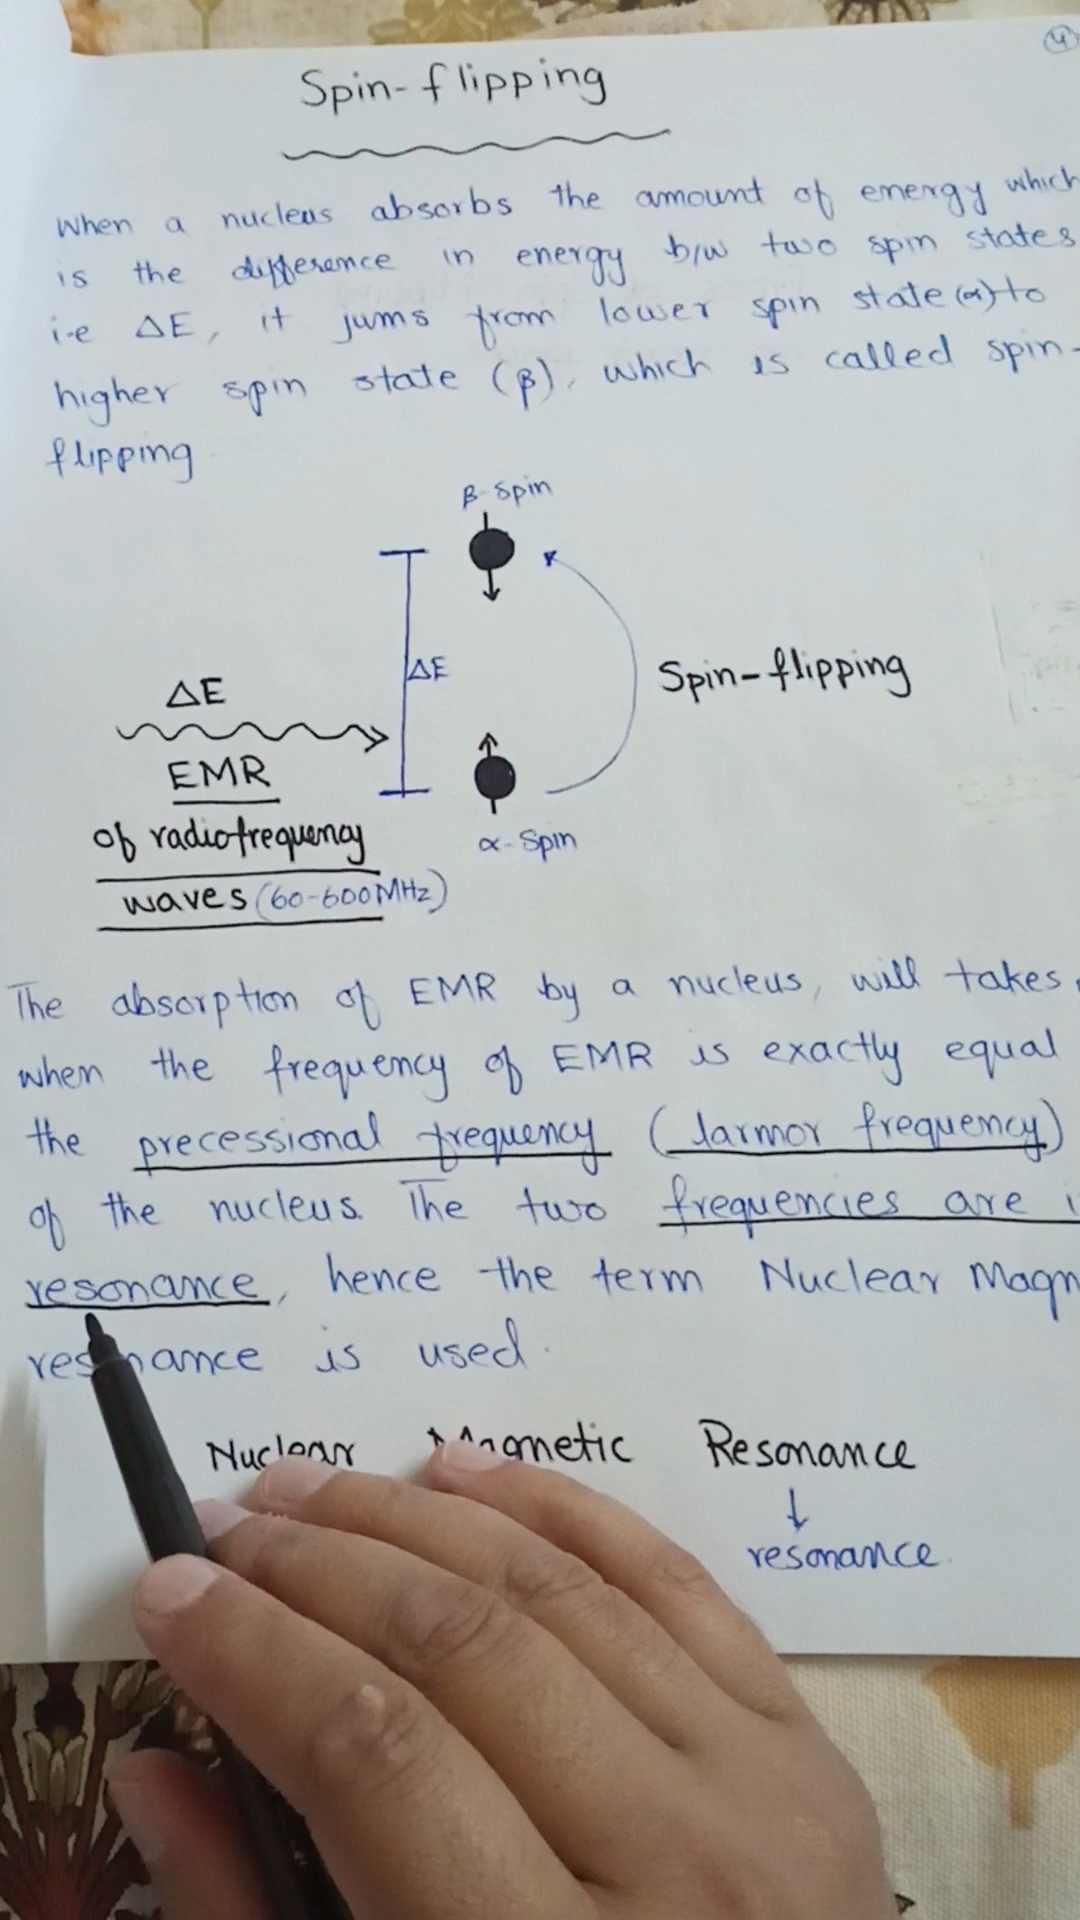 4
Spin-flipping
When a nucleus absorbs the amount of energy which
is the difference in energy b/w two spin states
i.e ΔE, it jums from lower spin state (α) to
higher spin state (β), which is called spin-
flipping
β-Spin
ΔE
Spin-flipping
ΔE
EMR
of radiofrequency
α-Spin
waves (60-600MHz)
The absorption of EMR by a nucleus, will takes
when the frequency of EMR is exactly equal
the precessional frequency (larmor frequency)
of the nucleus. The two frequencies are i
resonance, hence the term Nuclear Magn
resonance is used.
Nuclear Magnetic Resonance
↓
resonance.